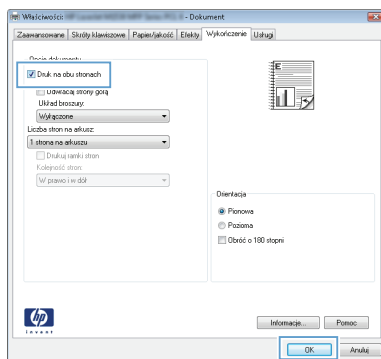 Właściwości: - Dokument
Zaawansowane Skróty klawiszowe Papier/jakość Efekty Wykończenie Usługi
Opcje dokumentu
Druk na obu stronach
Odwracaj strony górą
Układ broszury:
Wyłączone
Liczba stron na arkusz:
1 strona na arkuszu
Drukuj ramki stron
Kolejność stron:
W prawo i w dół
Orientacja
Pionowa
Pozioma
Obróć o 180 stopni
hp
invent
Informacje... Pomoc
OK Anuluj